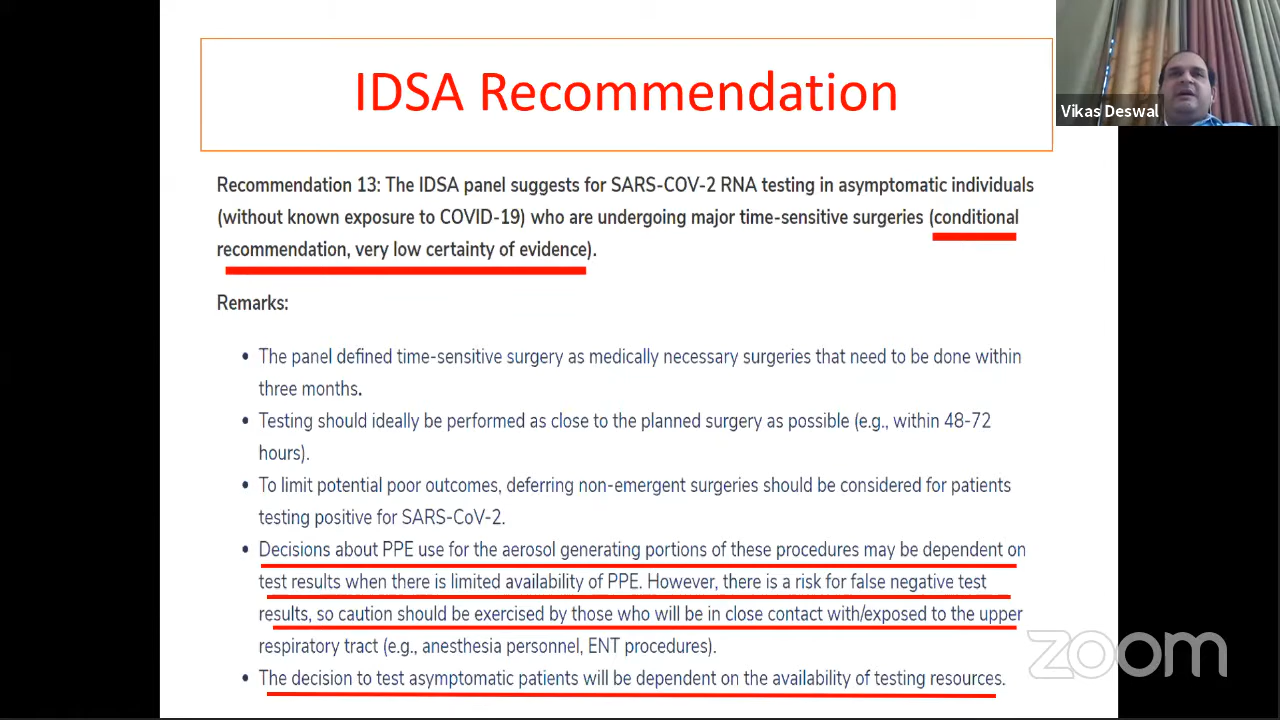 IDSA Recommendation
Vikas Deswal
Recommendation 13: The IDSA panel suggests for SARS-COV-2 RNA testing in asymptomatic individuals
(without known exposure to COVID-19) who are undergoing major time-sensitive surgeries (conditional
recommendation, very low certainty of evidence).
Remarks:
• The panel defined time-sensitive surgery as medically necessary surgeries that need to be done within
three months.
• Testing should ideally be performed as close to the planned surgery as possible (e.g., within 48-72
hours).
• To limit potential poor outcomes, deferring non-emergent surgeries should be considered for patients
testing positive for SARS-CoV-2.
• Decisions about PPE use for the aerosol generating portions of these procedures may be dependent on
test results when there is limited availability of PPE. However, there is a risk for false negative test
results, so caution should be exercised by those who will be in close contact with/exposed to the upper
respiratory tract (e.g., anesthesia personnel, ENT procedures).
• The decision to test asymptomatic patients will be dependent on the availability of testing resources.
zoom